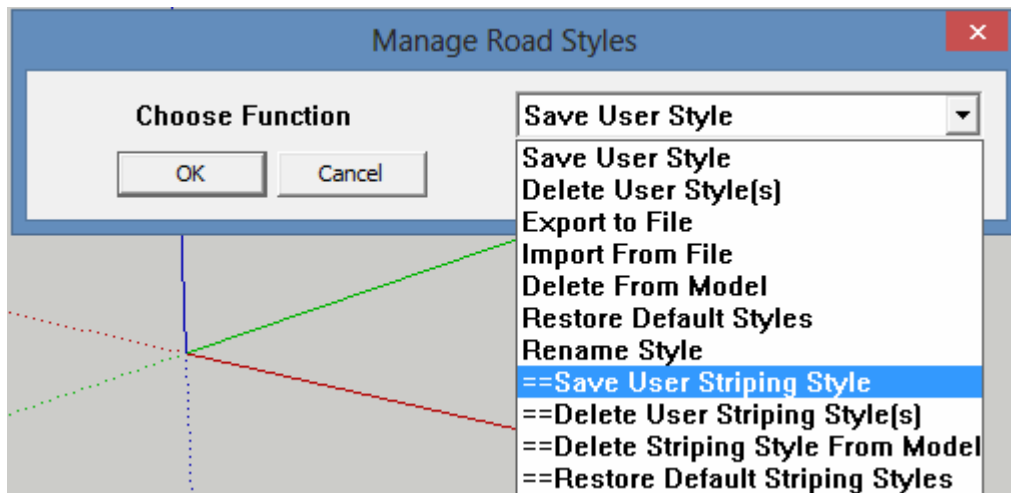 Manage Road Styles
Choose Function
Save User Style
OK
Cancel
Save User Style
Delete User Style(s)
Export to File
Import From File
Delete From Model
Restore Default Styles
Rename Style
==Save User Striping Style
==Delete User Striping Style(s)
==Delete Striping Style From Model
==Restore Default Striping Styles